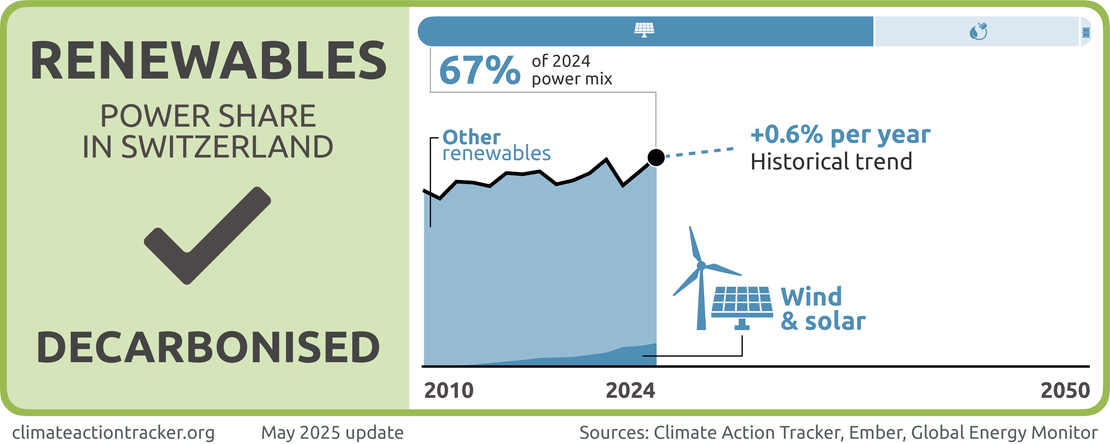 RENEWABLES
POWER SHARE
IN SWITZERLAND
DECARBONISED
67%
of 2024
power mix
Other
renewables
+0.6% per year
Historical trend
Wind
& solar
2010
2024
2050
climateactiontracker.org
May 2025 update
Sources: Climate Action Tracker, Ember, Global Energy Monitor